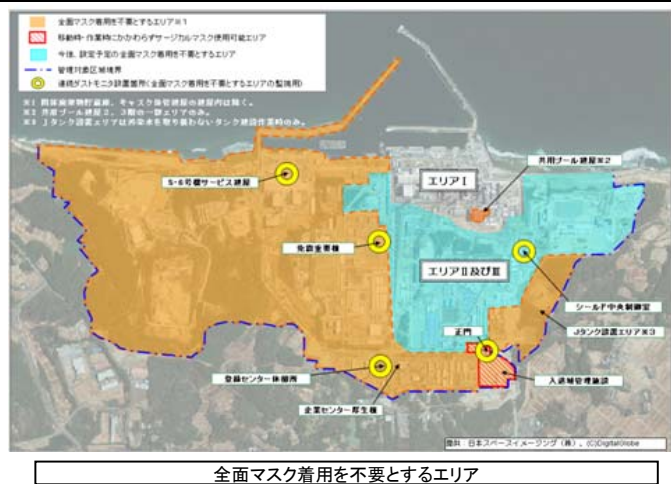 全面マスク着用を不要とするエリア※1
移動時・作業時にかかわらずサージカルマスク使用可能エリア
今後、設定予定の全面マスク着用を不要とするエリア
管理対象区域境界
連続ダストモニタ設置箇所(全面マスク着用を不要とするエリアの監視用)
※1 固体廃棄物貯蔵庫、キャスク保管建屋の建屋内は除く。
※2 共用プール建屋2、3階の一部エリアのみ。
※3 Jタンク設置エリアは汚染水を取り扱わないタンク建設作業時のみ。
共用プール建屋※2
エリアⅠ
5・6号機サービス建屋
免震重要棟
エリアⅡ及びⅢ
シールド中央制御室
正門
Jタンク設置エリア※3
登録センター休憩所
入退域管理施設
企業センター厚生棟
提供:日本スペースイメージング(株)、(C)DigitalGlobe
全面マスク着用を不要とするエリア